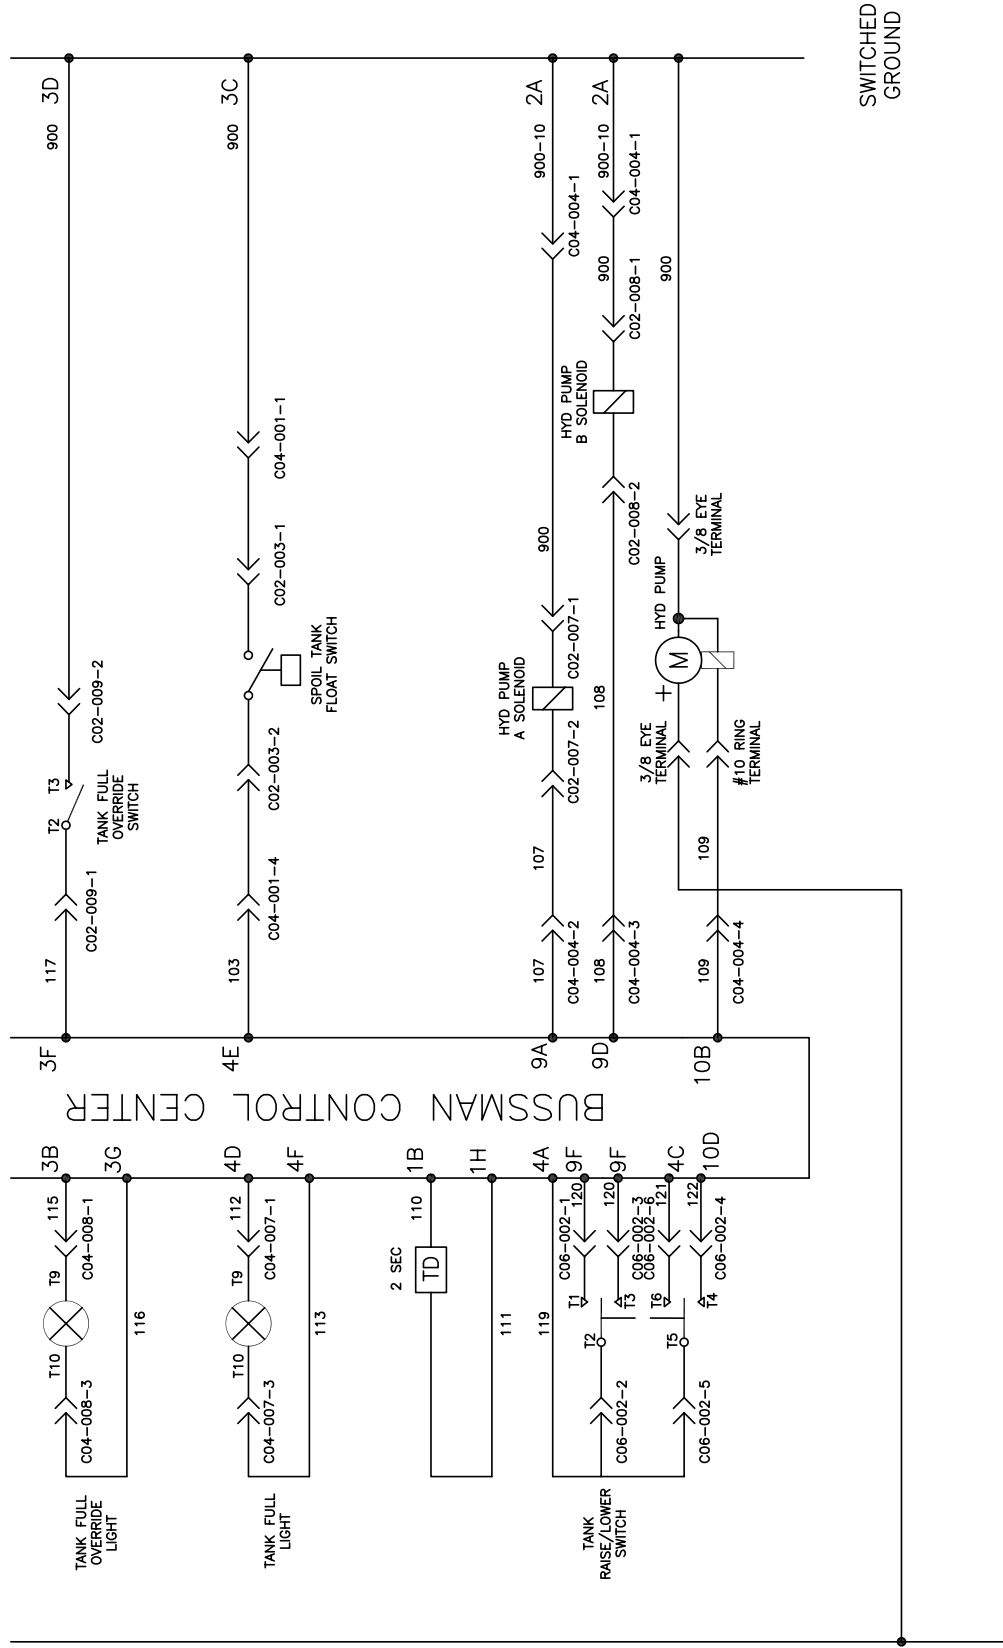 SWITCHED
GROUND
3D
900
C02-009-2
T3
T2
TANK FULL
OVERRIDE
SWITCH
C02-009-1
117
3F
3C
900
C04-001-1
C02-003-1
SPOIL TANK
FLOAT SWITCH
C02-003-2
C04-001-4
103
4E
2A
900-10
C04-004-1
900
C02-007-1
HYD PUMP
A SOLENOID
C02-007-2
107
107
C04-004-2
9A
2A
900-10
C04-004-1
900
C02-008-1
HYD PUMP
B SOLENOID
C02-008-2
108
108
C04-004-3
9D
900
3/8 EYE
TERMINAL
HYD PUMP
M
+
3/8 EYE
TERMINAL
#10 RING
TERMINAL
109
109
C04-004-4
10B
BUSSMAN CONTROL CENTER
3B
115
C04-008-1
T9
T10
C04-008-3
3G
116
TANK FULL
OVERRIDE
LIGHT
4D
112
C04-007-1
T9
T10
C04-007-3
4F
113
TANK FULL
LIGHT
1B
110
2 SEC
TD
1H
111
4A
119
9F
120
C06-002-1
T1
9F
120
C06-002-3
T3
T2
C06-002-2
4C
121
C06-002-6
T6
10D
122
C06-002-4
T4
T5
C06-002-5
TANK
RAISE/LOWER
SWITCH